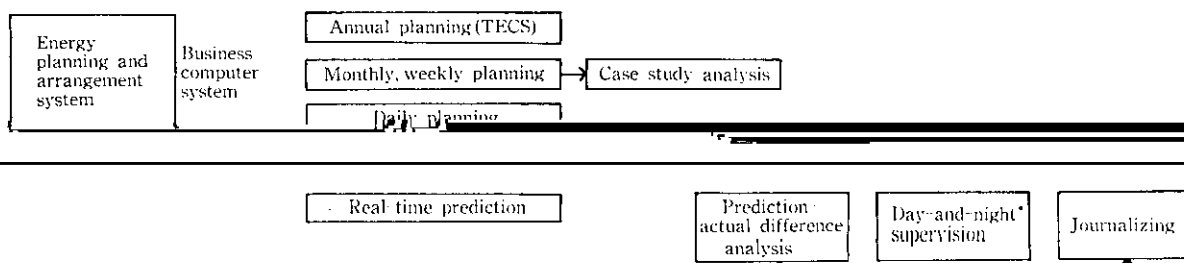 Energy
planning and
arrangement
system
Business
computer
system
Annual planning (TECS)
Monthly, weekly planning
Case study analysis
Daily planning
Real time prediction
Prediction
actual difference
analysis
Day-and-night*
supervision
Journalizing